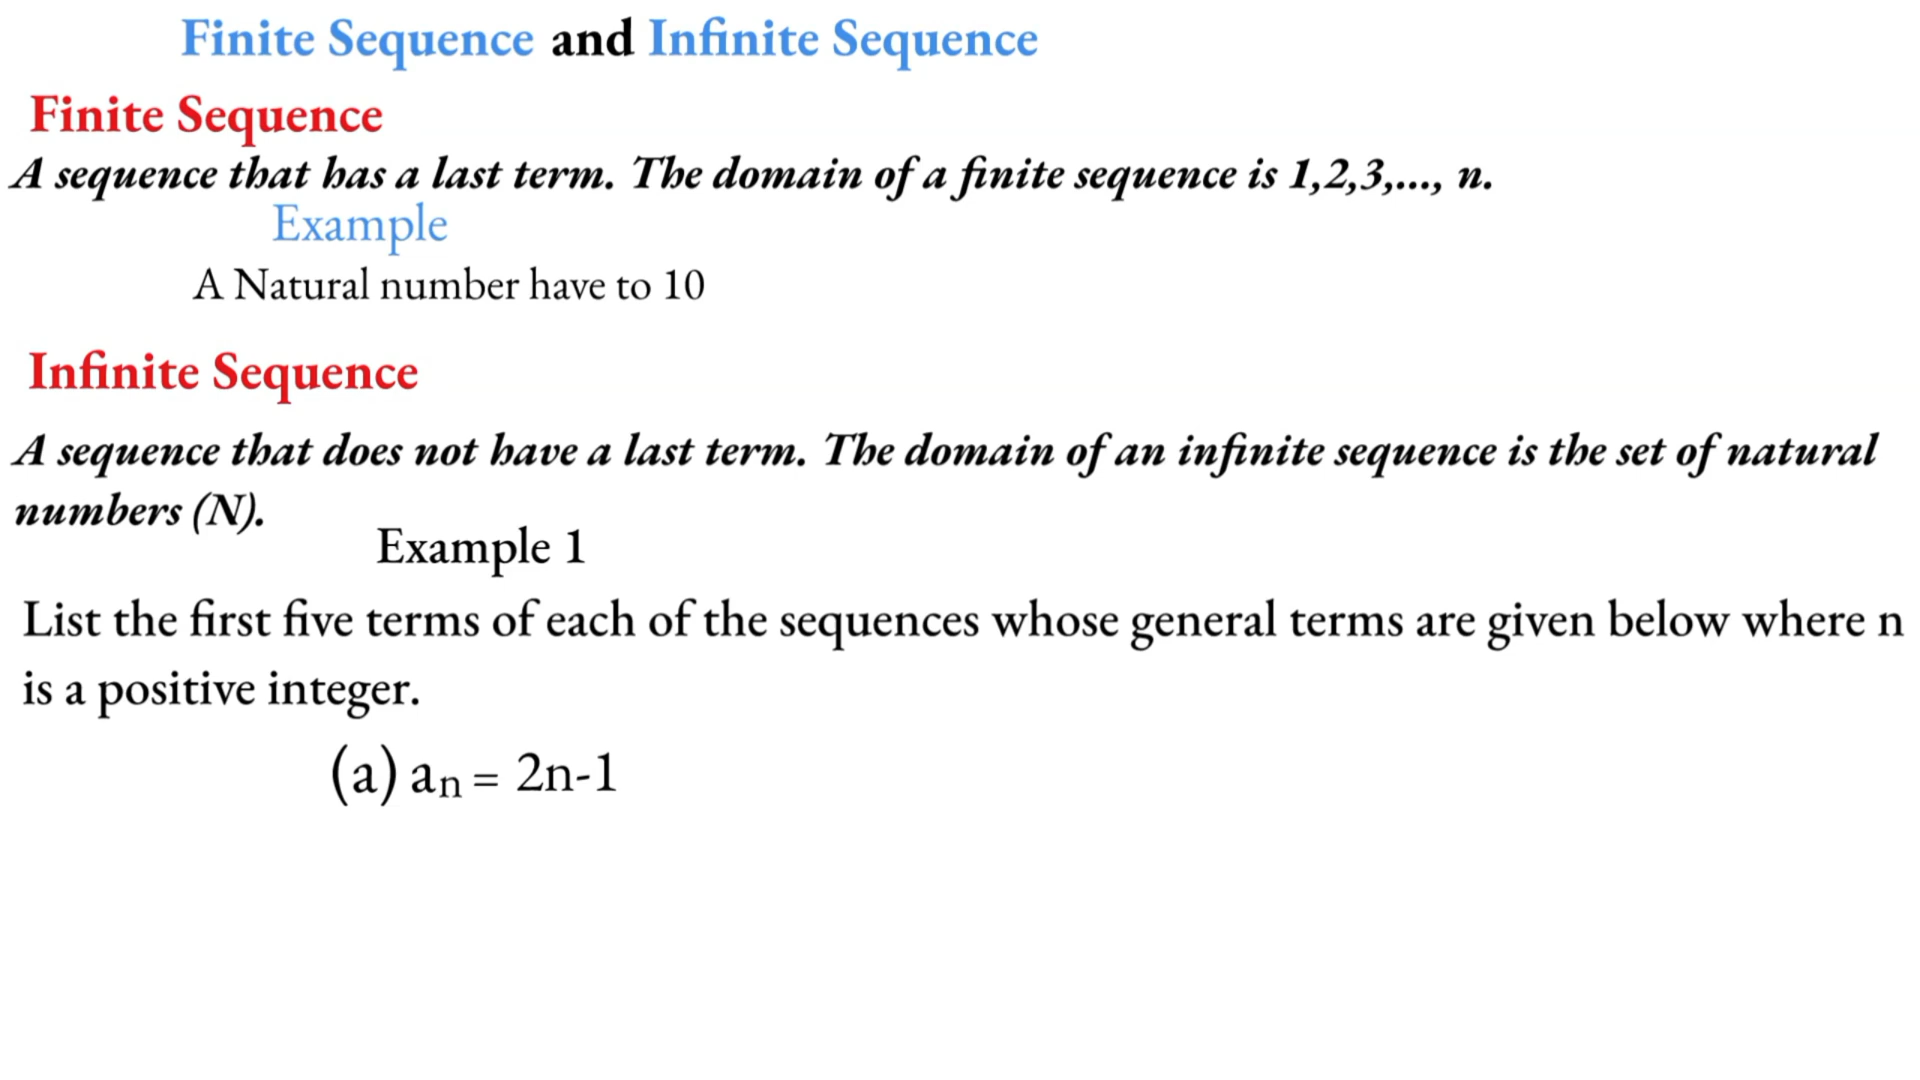 Finite Sequence and Infinite Sequence
Finite Sequence
A sequence that has a last term. The domain of a finite sequence is 1,2,3,..., n.
Example
A Natural number have to 10
Infinite Sequence
A sequence that does not have a last term. The domain of an infinite sequence is the set of natural
numbers (N).
Example 1
List the first five terms of each of the sequences whose general terms are given below where n
is a positive integer.
(a) aₙ = 2n-1